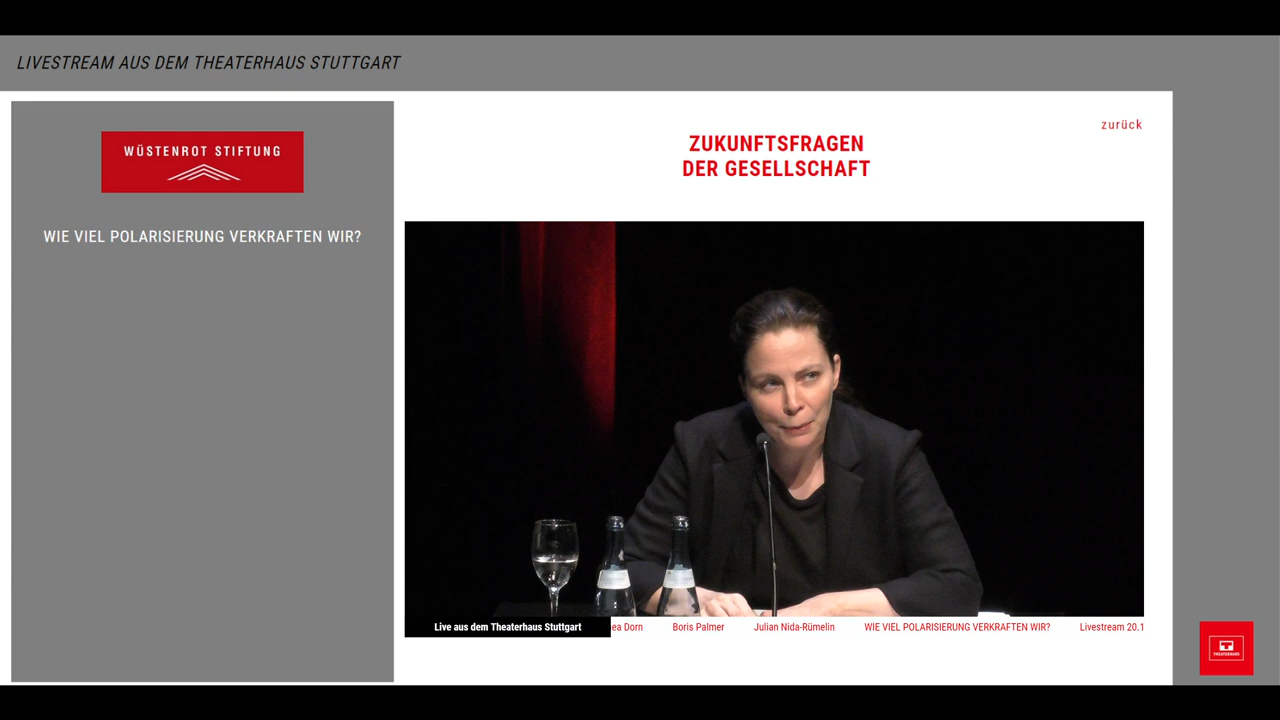 LIVESTREAM AUS DEM THEATERHAUS STUTTGART
WÜSTENROT STIFTUNG
WIE VIEL POLARISIERUNG VERKRAFTEN WIR?
zurück
ZUKUNFTSFRAGEN
DER GESELLSCHAFT
Live aus dem Theaterhaus Stuttgart
ea Dorn Boris Palmer Julian Nida-Rümelin WIE VIEL POLARISIERUNG VERKRAFTEN WIR? Livestream 20.1
THEATERHAUS